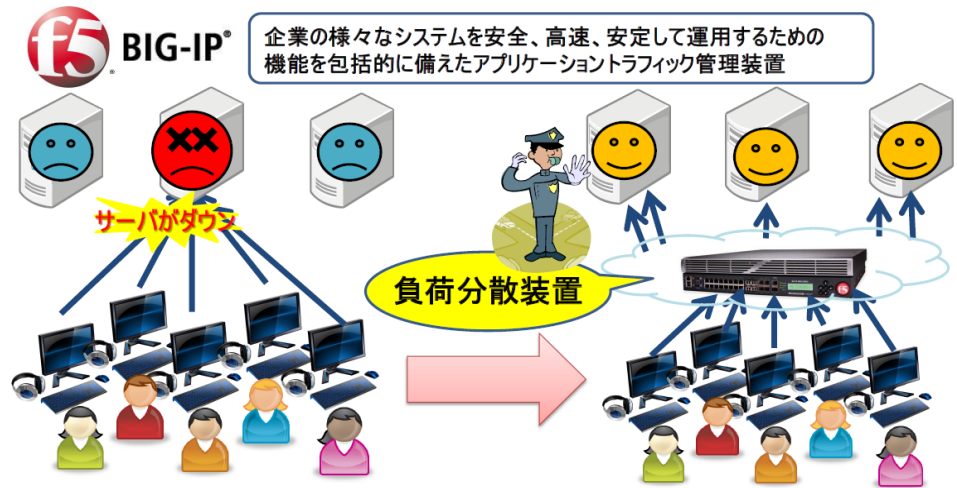 f5
BIG-IP®
企業の様々なシステムを安全、高速、安定して運用するための
機能を包括的に備えたアプリケーショントラフィック管理装置
サーバがダウン
負荷分散装置
f5